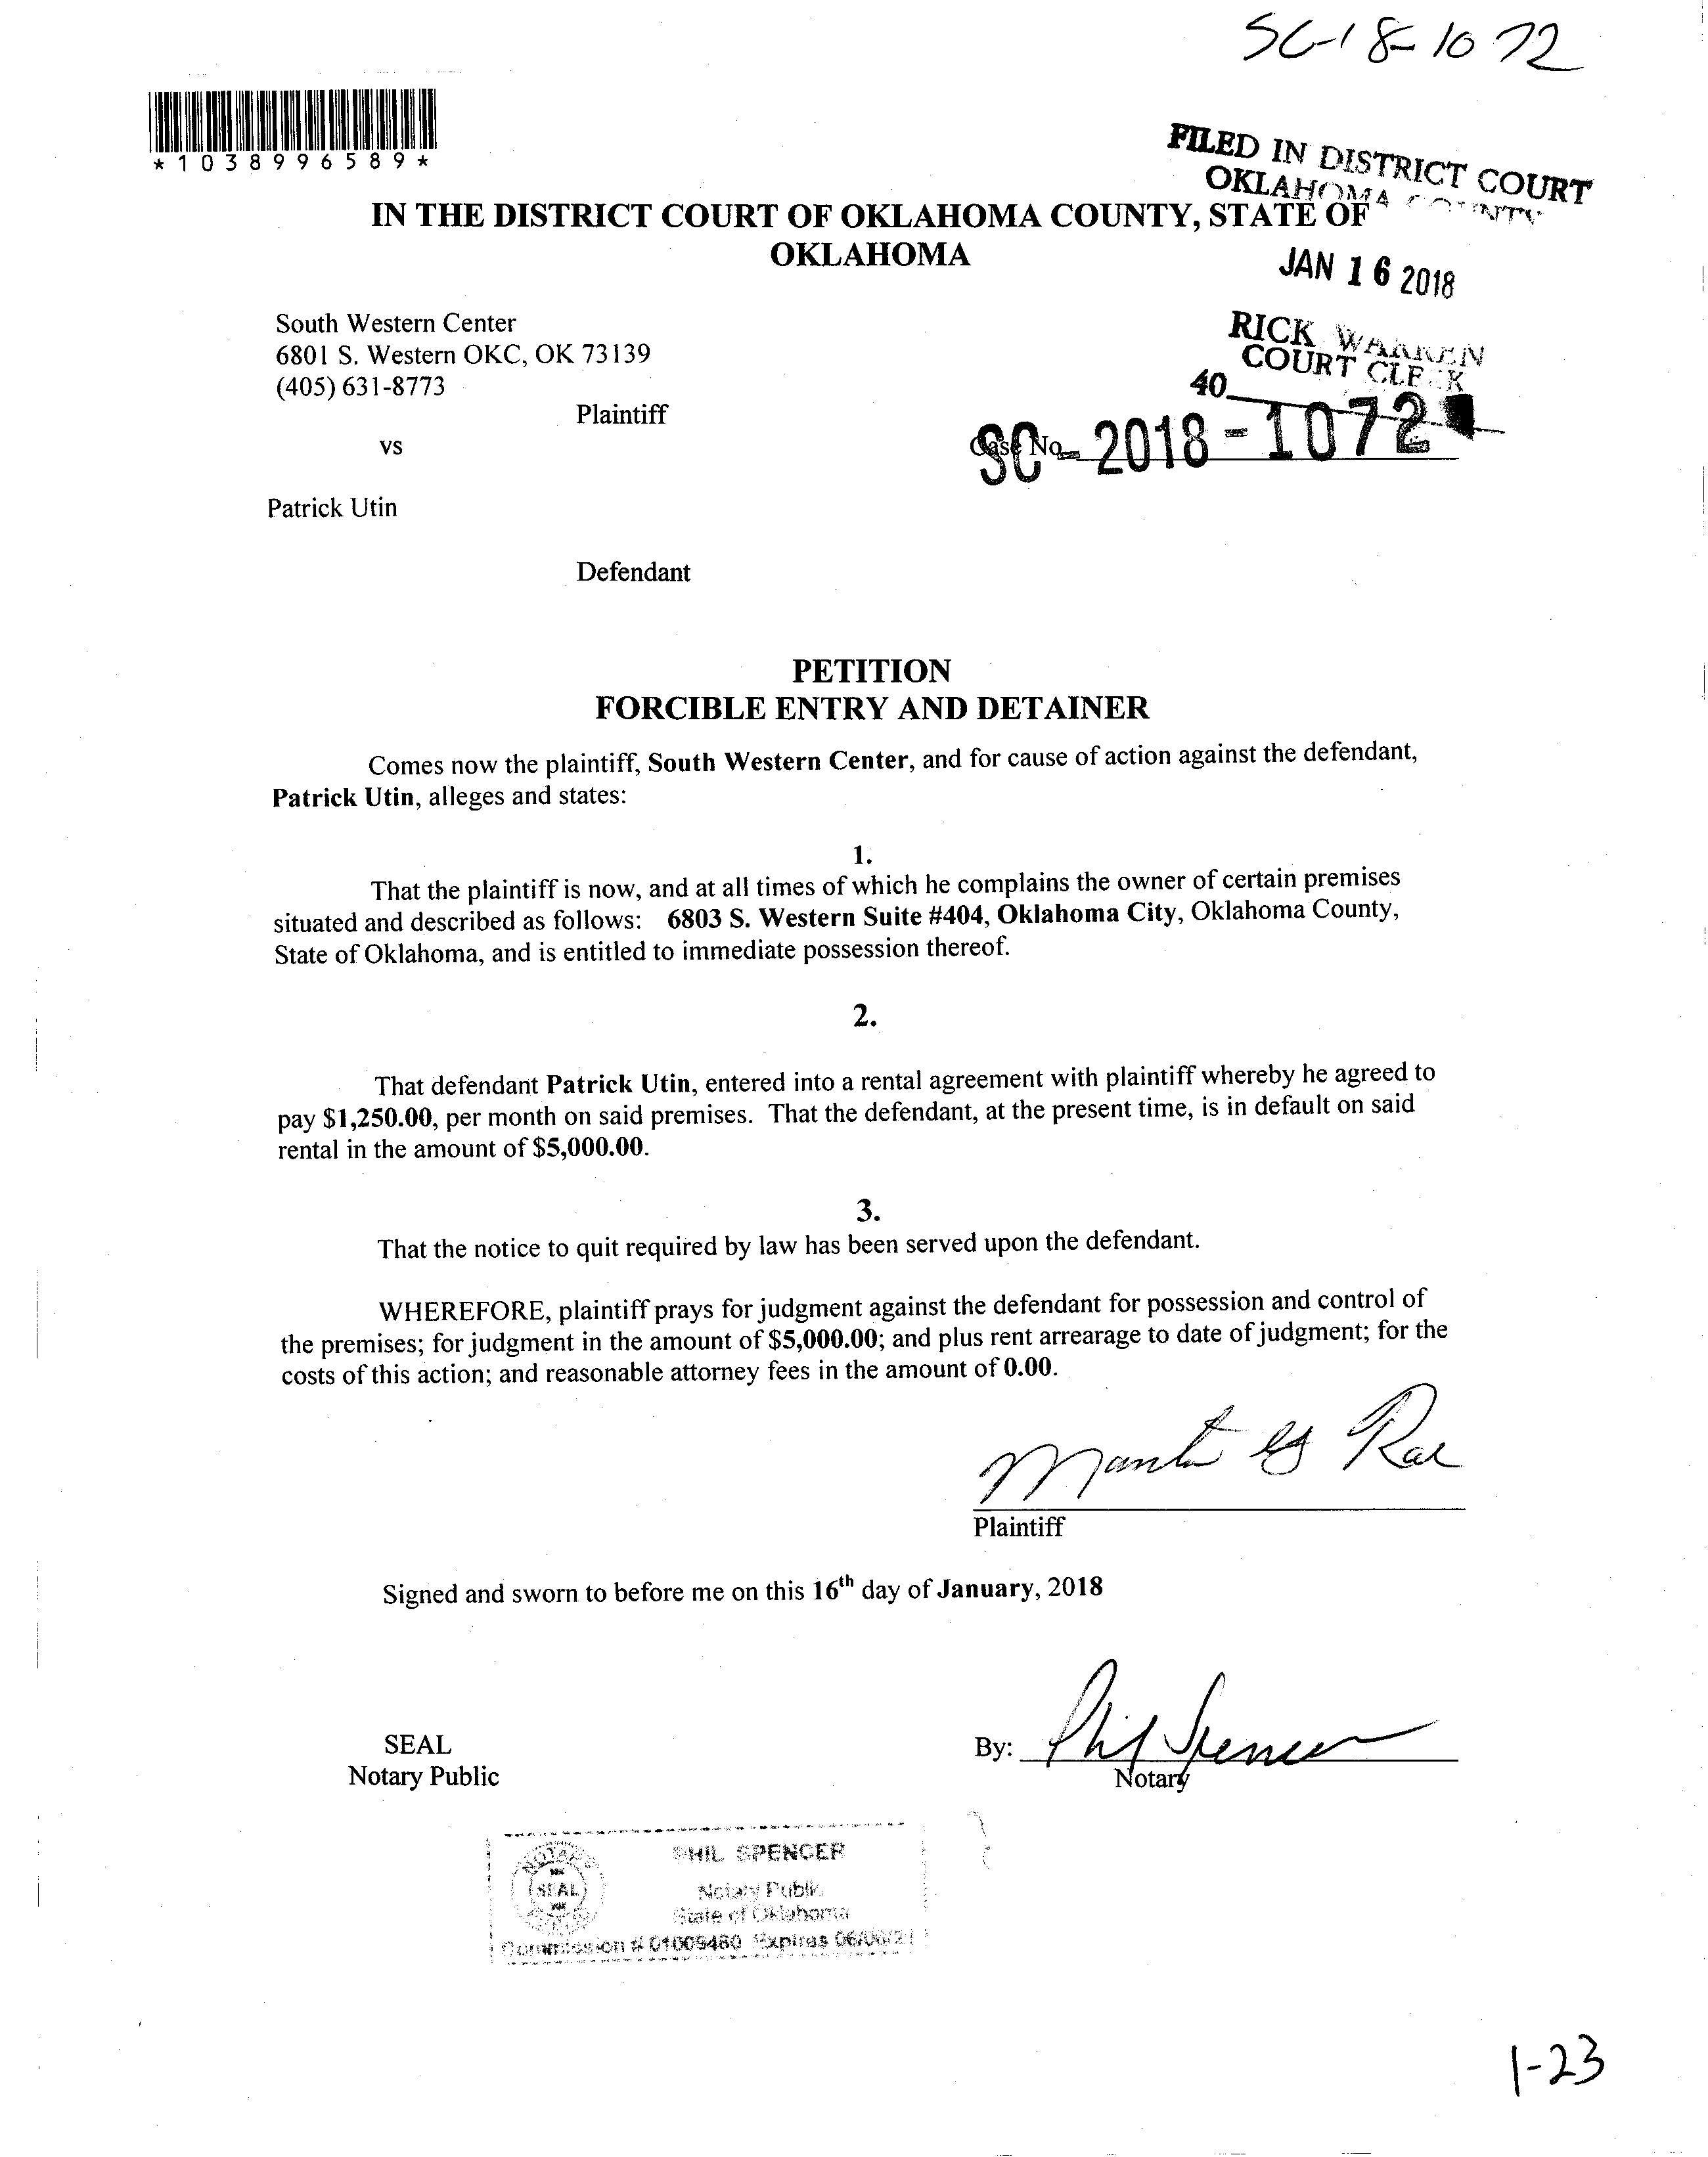 SC-18-1072
*1038996589*
FILED IN DISTRICT COURT
OKLAHOMA COUNTY
IN THE DISTRICT COURT OF OKLAHOMA COUNTY, STATE OF
OKLAHOMA
JAN 16 2018
South Western Center
6801 S. Western OKC, OK 73139
(405) 631-8773
RICK WARREN
COURT CLERK
40
Plaintiff
vs
Case No.
SC-2018-1072
Patrick Utin
Defendant
PETITION
FORCIBLE ENTRY AND DETAINER
Comes now the plaintiff, South Western Center, and for cause of action against the defendant,
Patrick Utin, alleges and states:
1.
That the plaintiff is now, and at all times of which he complains the owner of certain premises
situated and described as follows: 6803 S. Western Suite #404, Oklahoma City, Oklahoma County,
State of Oklahoma, and is entitled to immediate possession thereof.
2.
That defendant Patrick Utin, entered into a rental agreement with plaintiff whereby he agreed to
pay $1,250.00, per month on said premises. That the defendant, at the present time, is in default on said
rental in the amount of $5,000.00.
3.
That the notice to quit required by law has been served upon the defendant.
WHEREFORE, plaintiff prays for judgment against the defendant for possession and control of
the premises; for judgment in the amount of $5,000.00; and plus rent arrearage to date of judgment; for the
costs of this action; and reasonable attorney fees in the amount of 0.00.
Plaintiff
Signed and sworn to before me on this 16th day of January, 2018
SEAL
Notary Public
By: Phil Spencer
Notary
NOTARY
SEAL
PHIL SPENCER
Notary Public
State of Oklahoma
Commission # 01009480 Expires
1-23